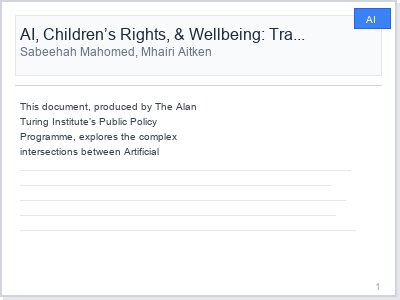 AI
AI, Children's Rights, & Wellbeing: Tra...
Sabeehah Mahomed, Mhairi Aitken
This document, produced by The Alan
Turing Institute's Public Policy
Programme, explores the complex
intersections between Artificial
1